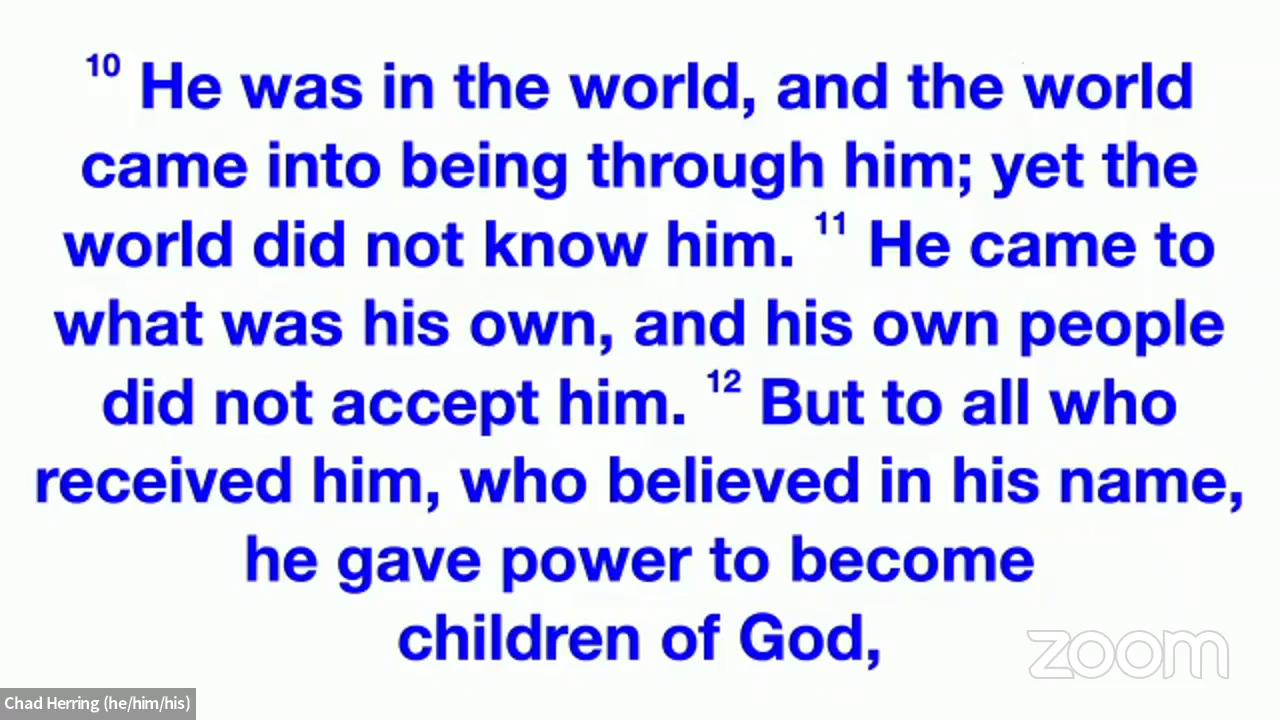 10 He was in the world, and the world
came into being through him; yet the
world did not know him. 11 He came to
what was his own, and his own people
did not accept him. 12 But to all who
received him, who believed in his name,
he gave power to become
children of God,
zoom
Chad Herring (he/him/his)